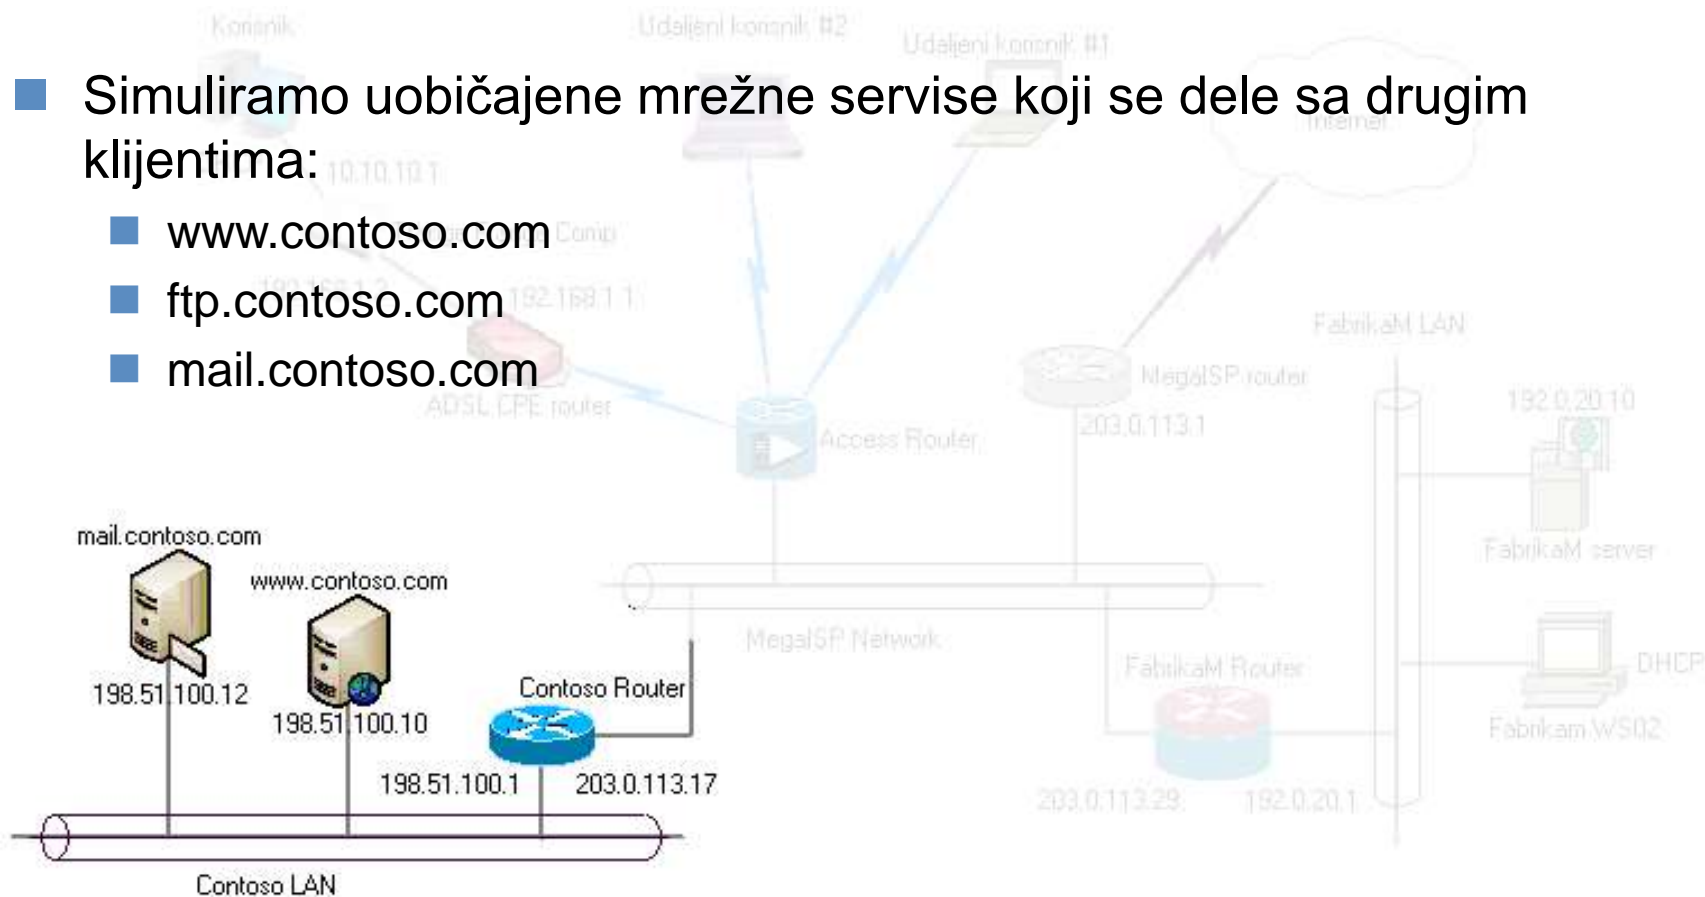 Korisnik
Udaljeni korisnik #2
Udaljeni korisnik #1
Simuliramo uobičajene mrežne servise koji se dele sa drugim
klijentima:
Internet
10.10.10.1
www.contoso.com
Comp
ftp.contoso.com
192.168.1.1
mail.contoso.com
FabrikaM LAN
MegaISP router
192.0.20.10
ADSL CPE router
203.0.113.1
Access Router
FabrikaM server
mail.contoso.com
www.contoso.com
MegaISP Network
FabrikaM Router
DHCP
198.51.100.12
198.51.100.10
Contoso Router
Fabrikam WS02
198.51.100.1
203.0.113.17
203.0.113.29
192.0.20.1
Contoso LAN